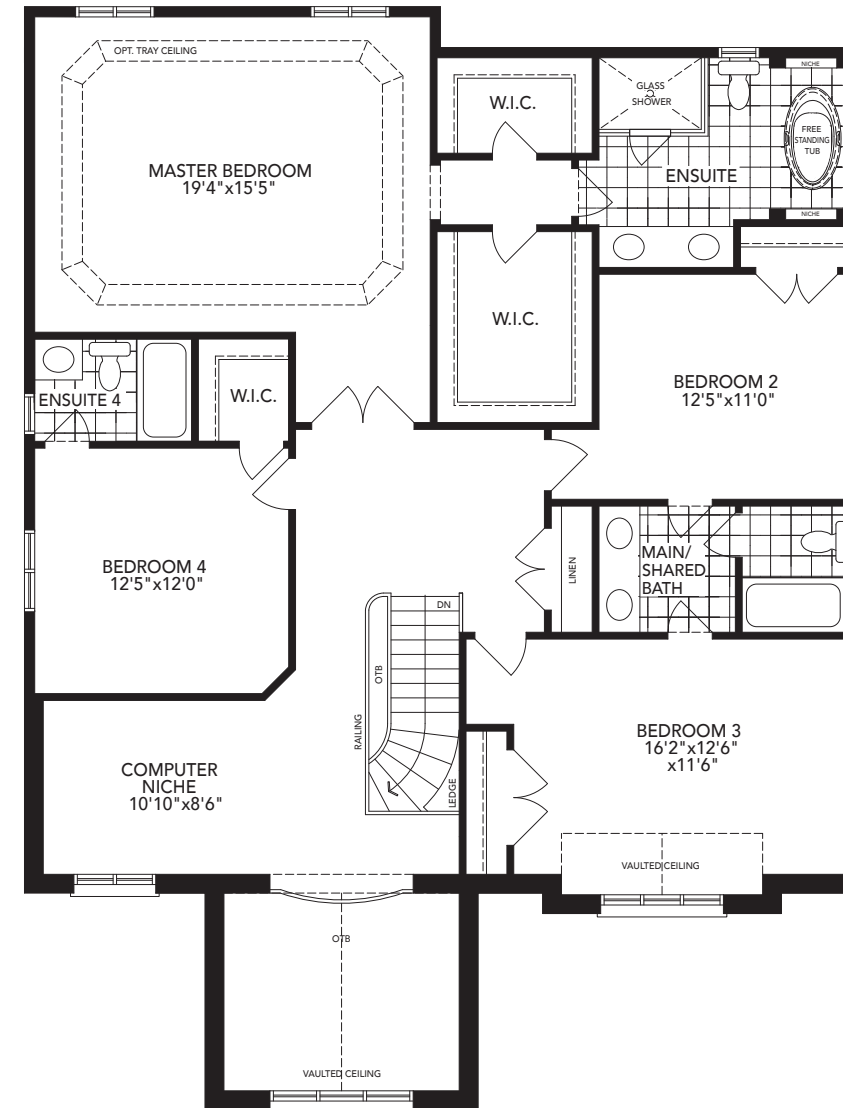 OPT. TRAY CEILING
MASTER BEDROOM
19'4"x15'5"
W.I.C.
GLASS
SHOWER
NICHE
FREE
STANDING
TUB
ENSUITE
NICHE
W.I.C.
ENSUITE 4
W.I.C.
BEDROOM 2
12'5"x11'0"
BEDROOM 4
12'5"x12'0"
LINEN
MAIN/
SHARED
BATH
DN
OTB
RAILING
LEDGE
COMPUTER
NICHE
10'10"x8'6"
BEDROOM 3
16'2"x12'6"
x11'6"
VAULTED CEILING
OTB
VAULTED CEILING